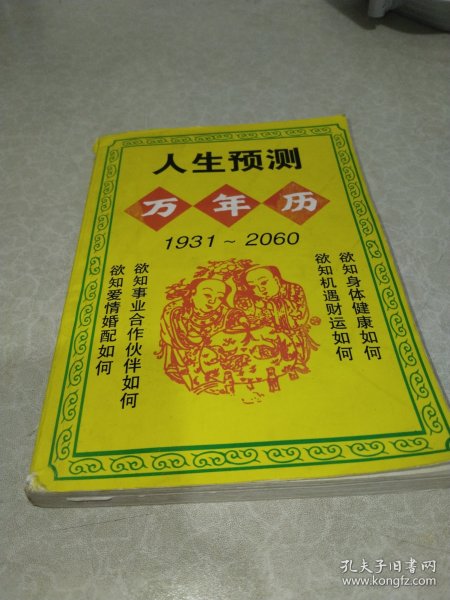 人生预测
万年历
1931~2060
欲知身体健康如何
欲知机遇财运如何
欲知事业合作伙伴如何
欲知爱情婚配如何
孔夫子旧书网
www.kongfz.com